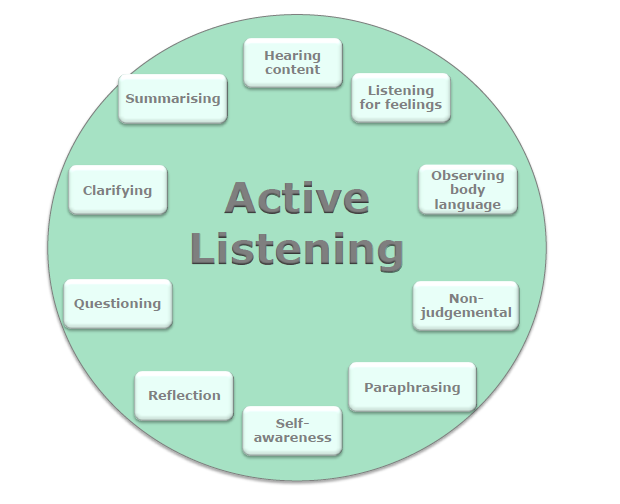 Hearing
content
Summarising
Listening
for feelings
Clarifying
Active
Listening
Observing
body
language
Questioning
Non-
judgemental
Reflection
Paraphrasing
Self-
awareness